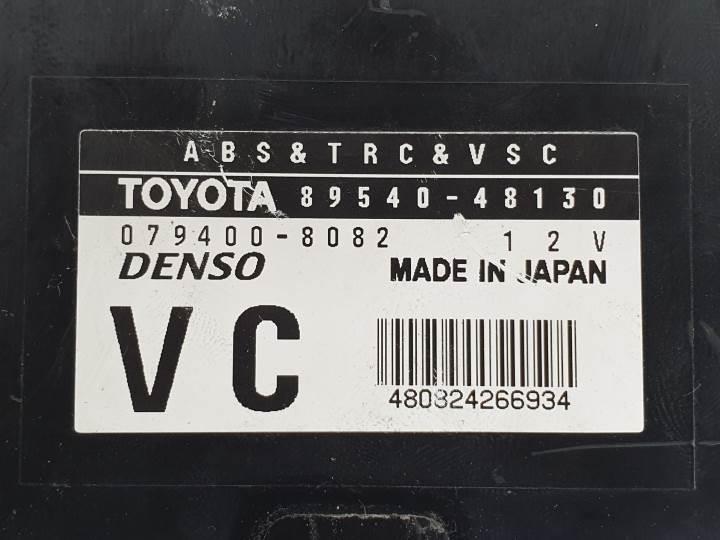 ABS&TRC&VSC
TOYOTA 89540-48130
079400-8082 12V
DENSO MADE IN JAPAN
VC
480824266934